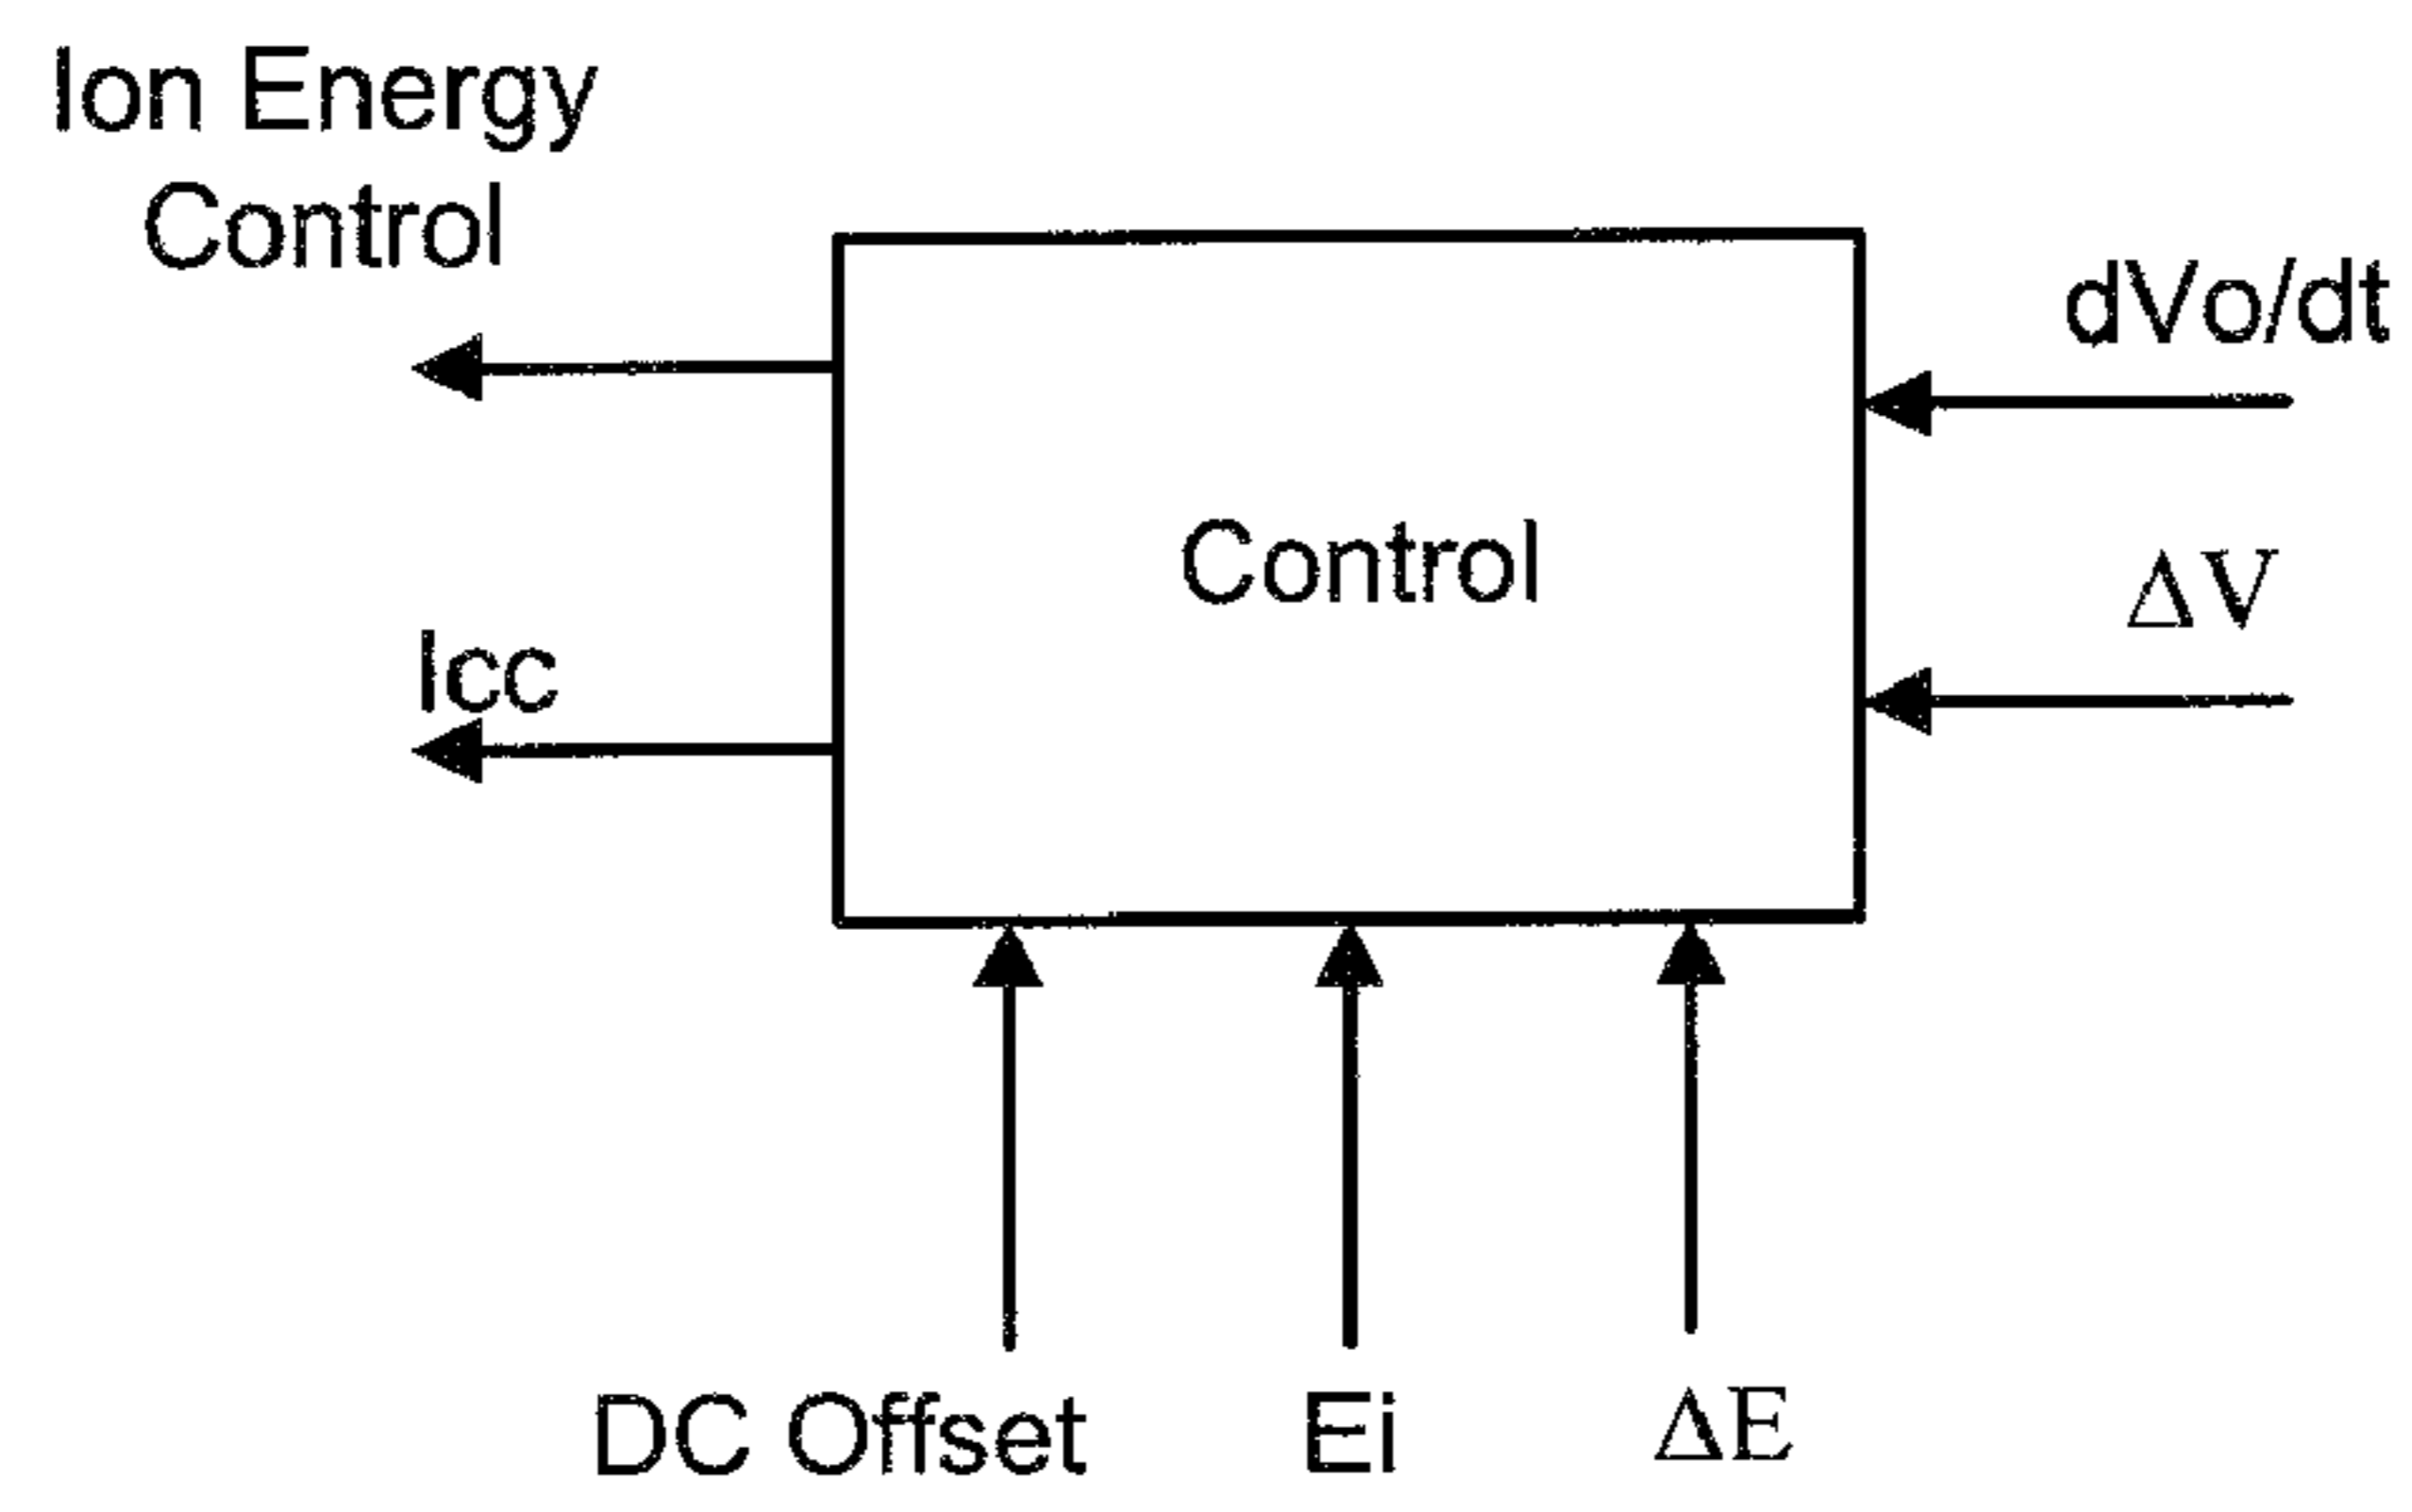 Ion Energy
Control
dVo/dt
Control
ΔV
Icc
DC Offset
Ei
ΔE